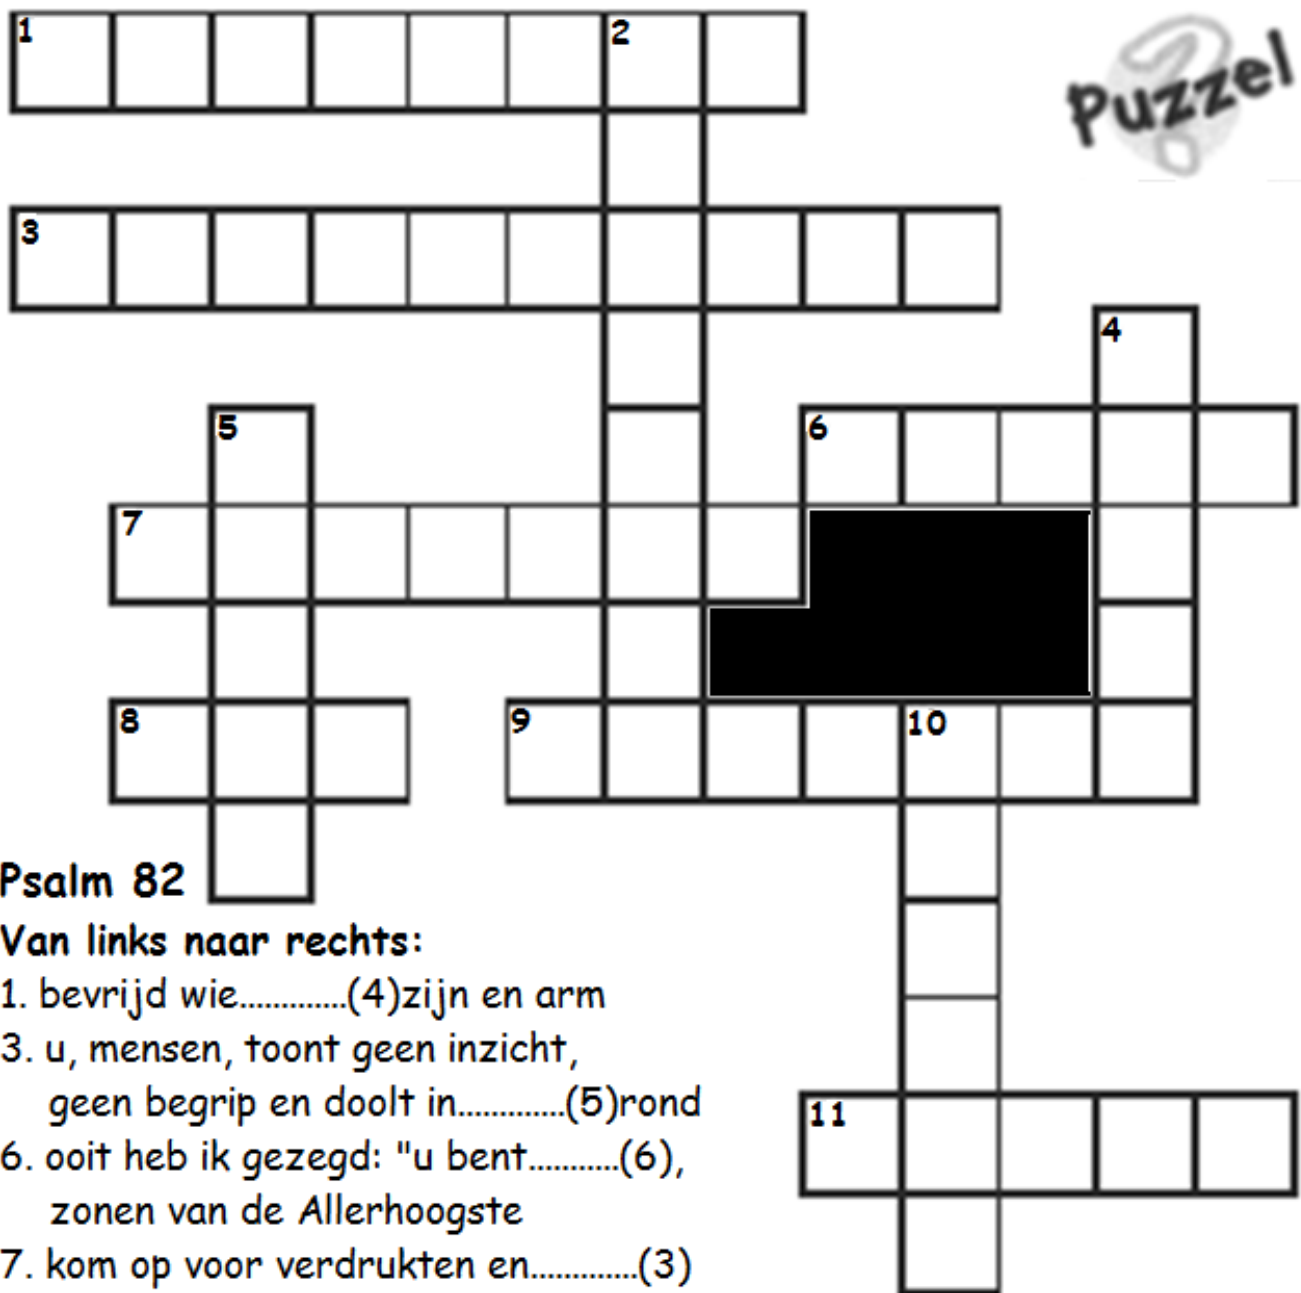 1
2
Puzzel
3
4
5
6
7
8
9
10
Psalm 82
Van links naar rechts:
1. bevrijd wie.............(4)zijn en arm
3. u, mensen, toont geen inzicht,
geen begrip en doolt in.............(5)rond
11
6. ooit heb ik gezegd: "u bent...........(6),
zonen van de Allerhoogste
7. kom op voor verdrukten en.............(3)